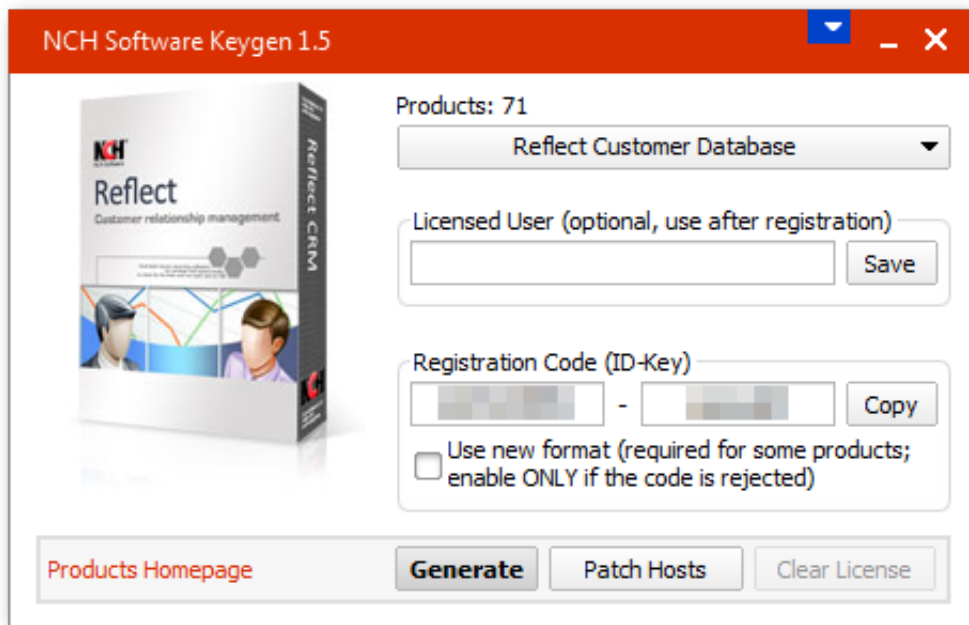 NCH Software Keygen 1.5
Products: 71
Reflect Customer Database
NCH
Reflect
Customer relationship management
Reflect CRM
NCH
Licensed User (optional, use after registration)
Save
Registration Code (ID-Key)
-
Copy
Use new format (required for some products;
enable ONLY if the code is rejected)
Products Homepage
Generate
Patch Hosts
Clear License